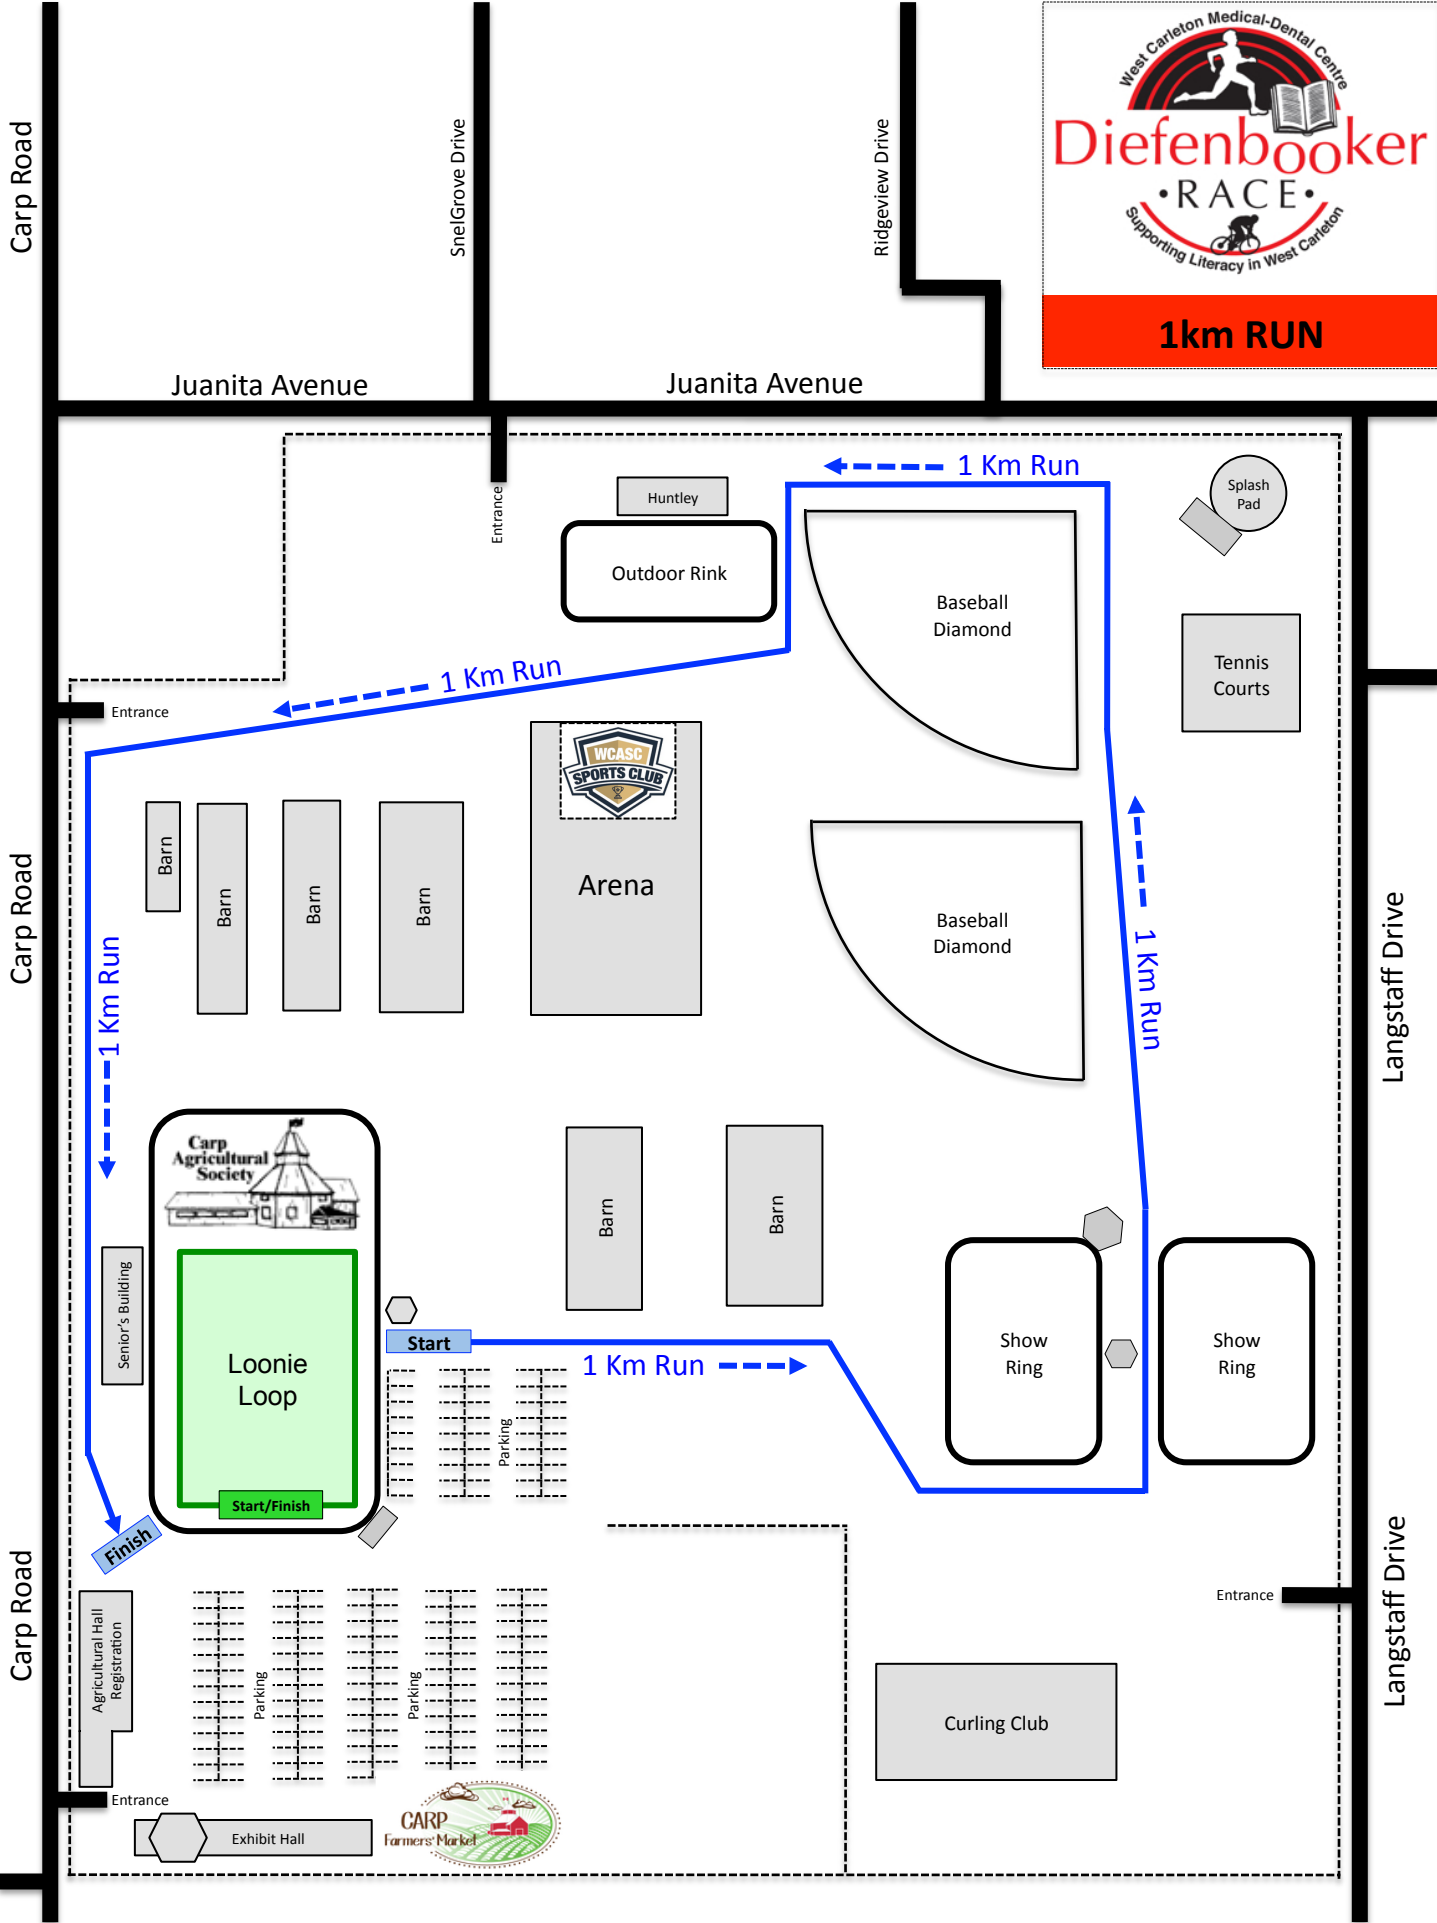 West Carleton Medical-Dental Centre
Diefenbooker
•RACE•
Supporting Literacy in West Carleton
1km RUN
Carp Road
SnelGrove Drive
Ridgeview Drive
Juanita Avenue
Juanita Avenue
1 Km Run
Splash
Pad
Huntley
Entrance
Outdoor Rink
Baseball
Diamond
Tennis
Courts
1 Km Run
Entrance
WCASC
SPORTS CLUB
Arena
Barn
Barn
Barn
Barn
Baseball
Diamond
Carp Road
1 Km Run
1 Km Run
Langstaff Drive
Carp
Agricultural
Society
Barn
Barn
Senior's Building
Loonie
Loop
Start/Finish
Start
1 Km Run
Show
Ring
Show
Ring
Parking
Finish
Carp Road
Agricultural Hall
Registration
Parking
Parking
Entrance
Langstaff Drive
Curling Club
Entrance
Exhibit Hall
CARP
Farmers' Market